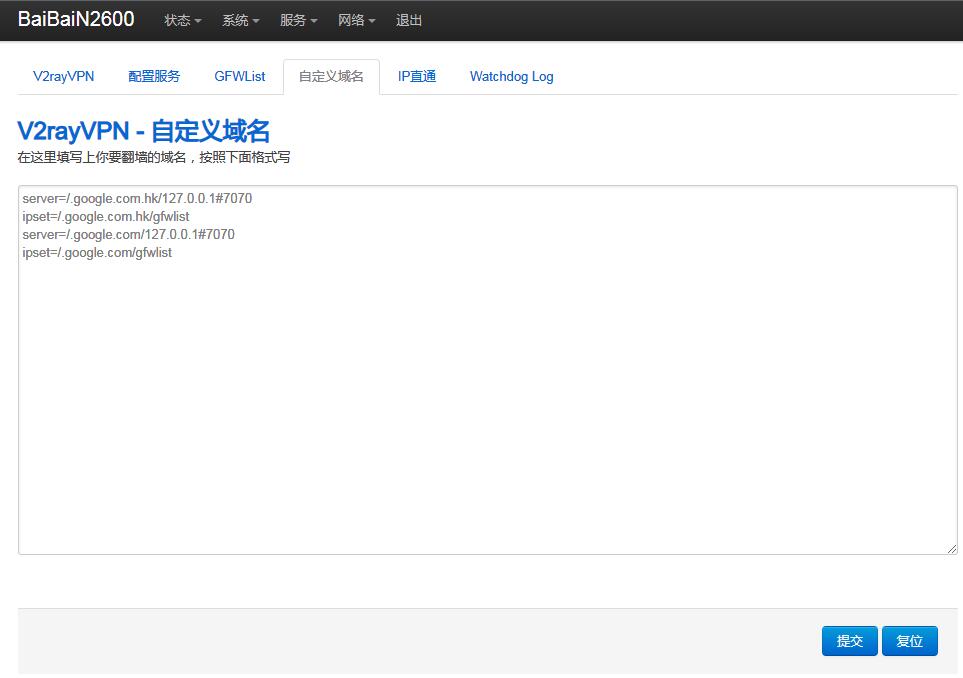 BaiBaiN2600 状态 系统 服务 网络 退出
V2rayVPN 配置服务 GFWList 自定义域名 IP直通 Watchdog Log
V2rayVPN - 自定义域名
在这里填写上你要翻墙的域名，按照下面格式写
server=/.google.com.hk/127.0.0.1#7070
ipset=/.google.com.hk/gfwlist
server=/.google.com/127.0.0.1#7070
ipset=/.google.com/gfwlist
提交 复位